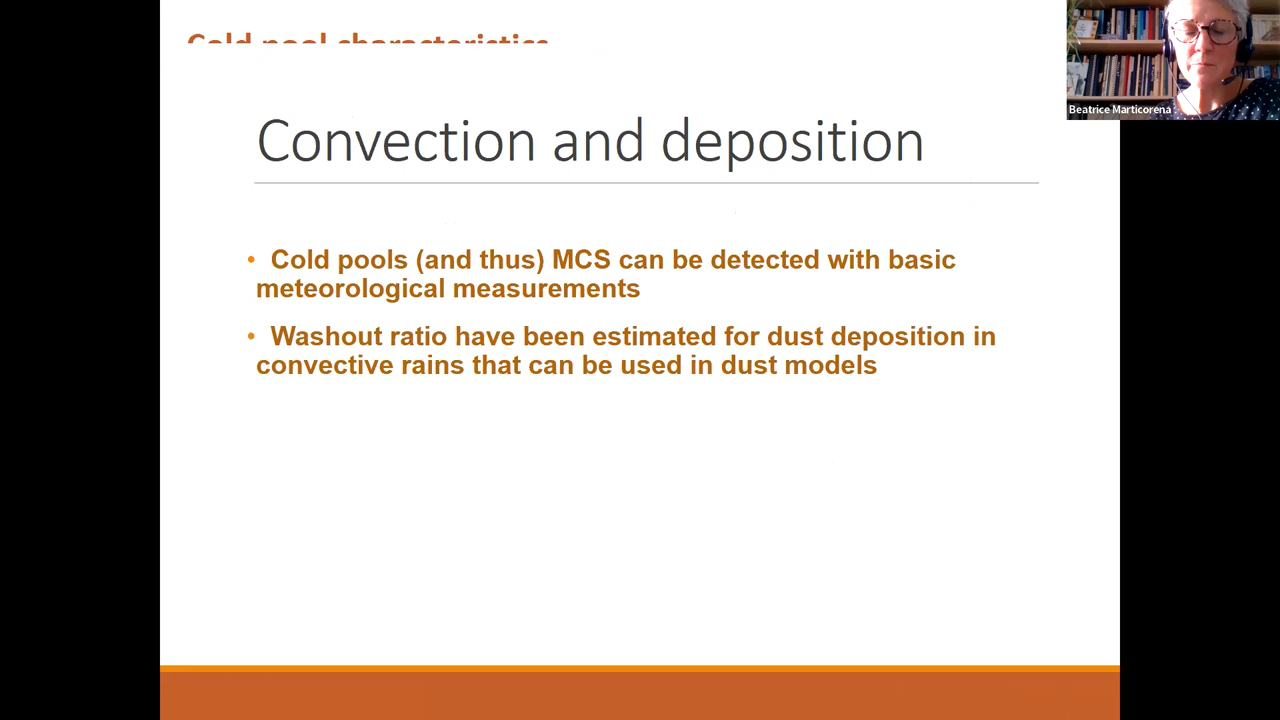 Cold pool characteristics
Beatrice Marticorena
Convection and deposition
• Cold pools (and thus) MCS can be detected with basic
meteorological measurements
• Washout ratio have been estimated for dust deposition in
convective rains that can be used in dust models